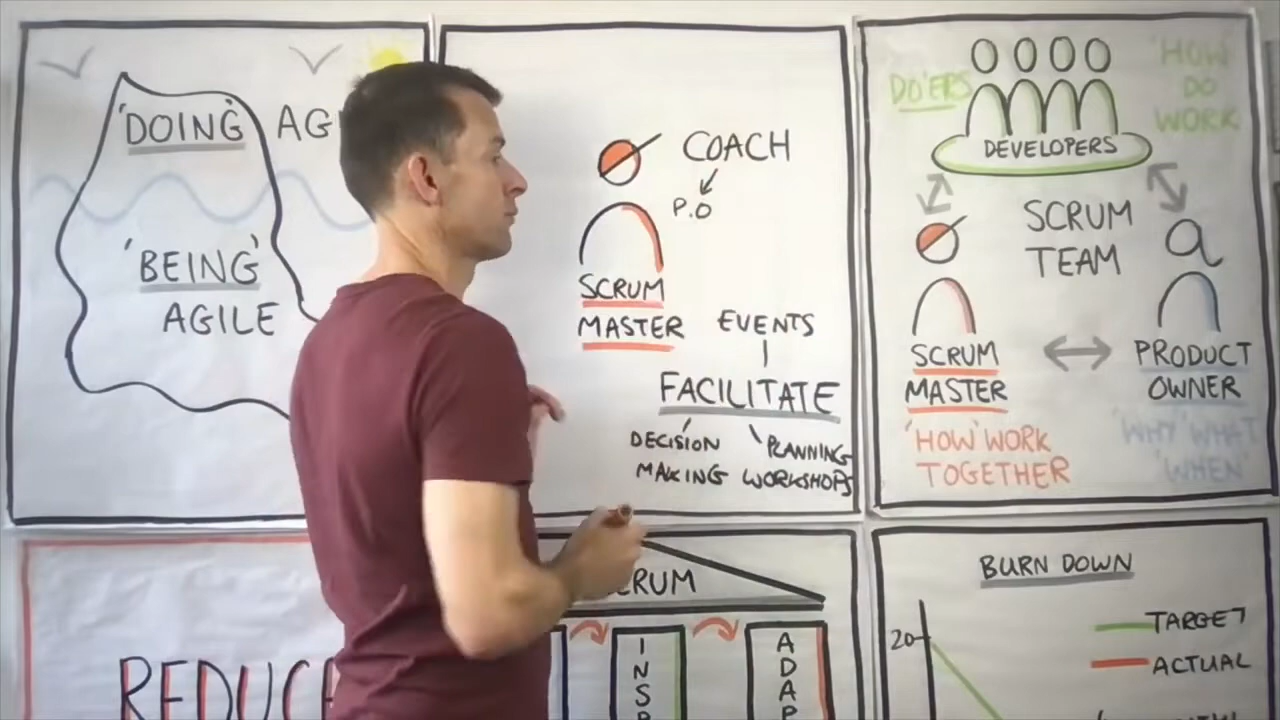 'DOING' AG
'BEING'
AGILE
COACH
P.O
SCRUM
MASTER
EVENTS
FACILITATE
DECISION
MAKING
PLANNING
WORKSHOPS
DO'ERS
'HOW'
DO
WORK
DEVELOPERS
SCRUM
TEAM
SCRUM
MASTER
'HOW' WORK
TOGETHER
PRODUCT
OWNER
'WHY' 'WHAT'
'WHEN'
REDUCE
CRUM
INSP
ADAP
BURN DOWN
20
TARGET
ACTUAL